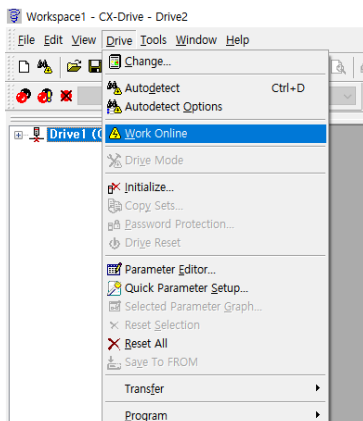 Workspace1 - CX-Drive - Drive2
File Edit View Drive Tools Window Help
Change...
Autodetect Ctrl+D
Autodetect Options
Drive1
Work Online
Drive Mode
Initialize...
Copy Sets...
Password Protection...
Drive Reset
Parameter Editor...
Quick Parameter Setup...
Selected Parameter Graph...
Reset Selection
Reset All
Save To FROM
Transfer
Program